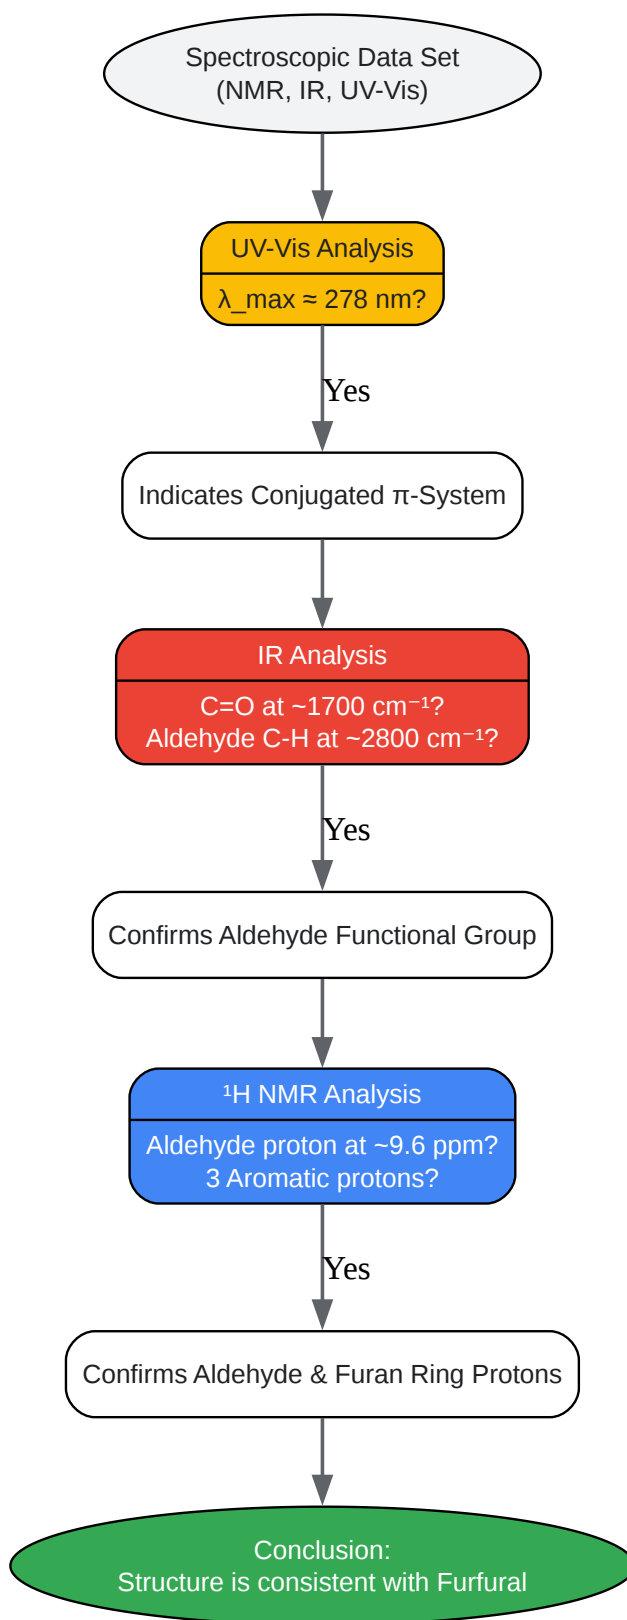 Spectroscopic Data Set
(NMR, IR, UV-Vis)
UV-Vis Analysis
λ_max ≈ 278 nm?
Yes
Indicates Conjugated π-System
IR Analysis
C=O at ~1700 cm⁻¹?
Aldehyde C-H at ~2800 cm⁻¹?
Yes
Confirms Aldehyde Functional Group
¹H NMR Analysis
Aldehyde proton at ~9.6 ppm?
3 Aromatic protons?
Yes
Confirms Aldehyde & Furan Ring Protons
Conclusion:
Structure is consistent with Furfural